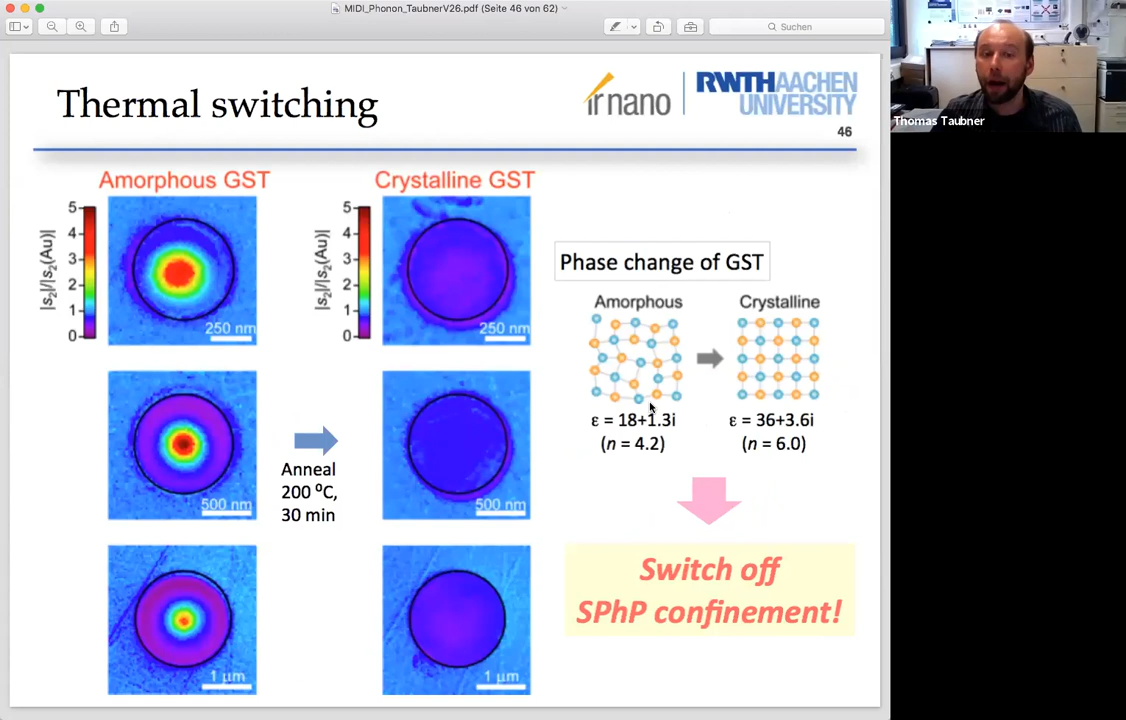 MIDI_Phonon_TaubnerV26.pdf (Seite 46 von 62)
Suchen
Thermal switching
ir nano
RWTHAACHEN
UNIVERSITY
46
Thomas Taubner
Amorphous GST
Crystalline GST
5
4
3
2
1
0
|s₂|/|s₂(Au)|
250 nm
5
4
3
2
1
0
|s₂|/|s₂(Au)|
250 nm
500 nm
Anneal
200 ⁰C,
30 min
500 nm
1 µm
1 µm
Phase change of GST
Amorphous
Crystalline
ε = 18+1.3i
(n = 4.2)
ε = 36+3.6i
(n = 6.0)
Switch off
SPhP confinement!